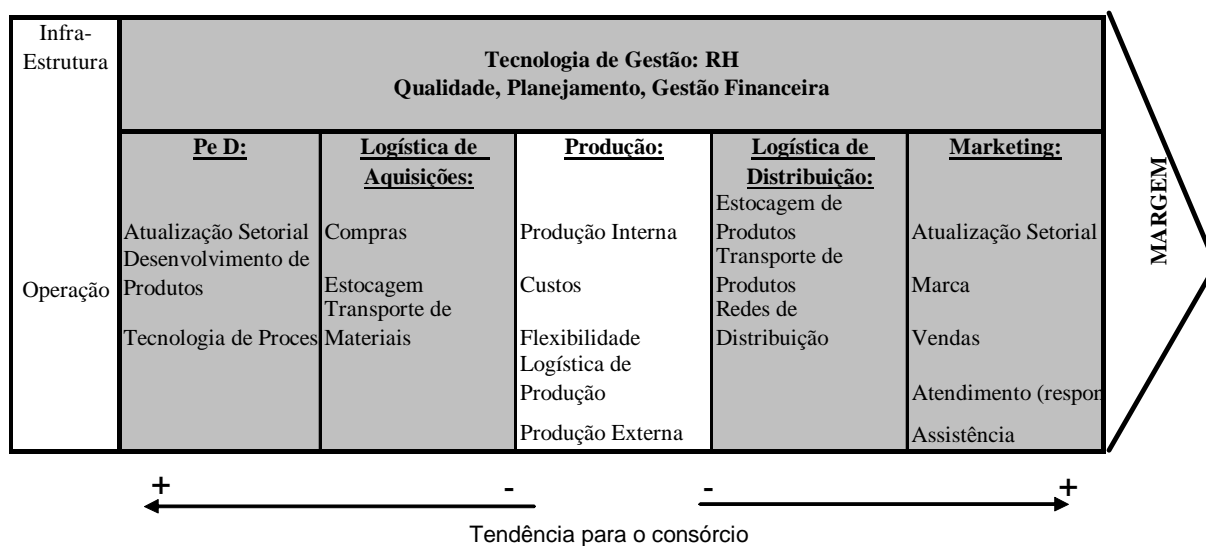 Infra-
Estrutura
Tecnologia de Gestão: RH
Qualidade, Planejamento, Gestão Financeira
Operação
Pe D:
Atualização Setorial
Desenvolvimento de
Produtos
Tecnologia de Proces
Logística de
Aquisições:
Compras
Estocagem
Transporte de
Materiais
Produção:
Produção Interna
Custos
Flexibilidade
Logística de
Produção
Produção Externa
Logística de
Distribuição:
Estocagem de
Produtos
Transporte de
Produtos
Redes de
Distribuição
Marketing:
Atualização Setorial
Marca
Vendas
Atendimento (respon
Assistência
MARGEM
+ - - +
Tendência para o consórcio